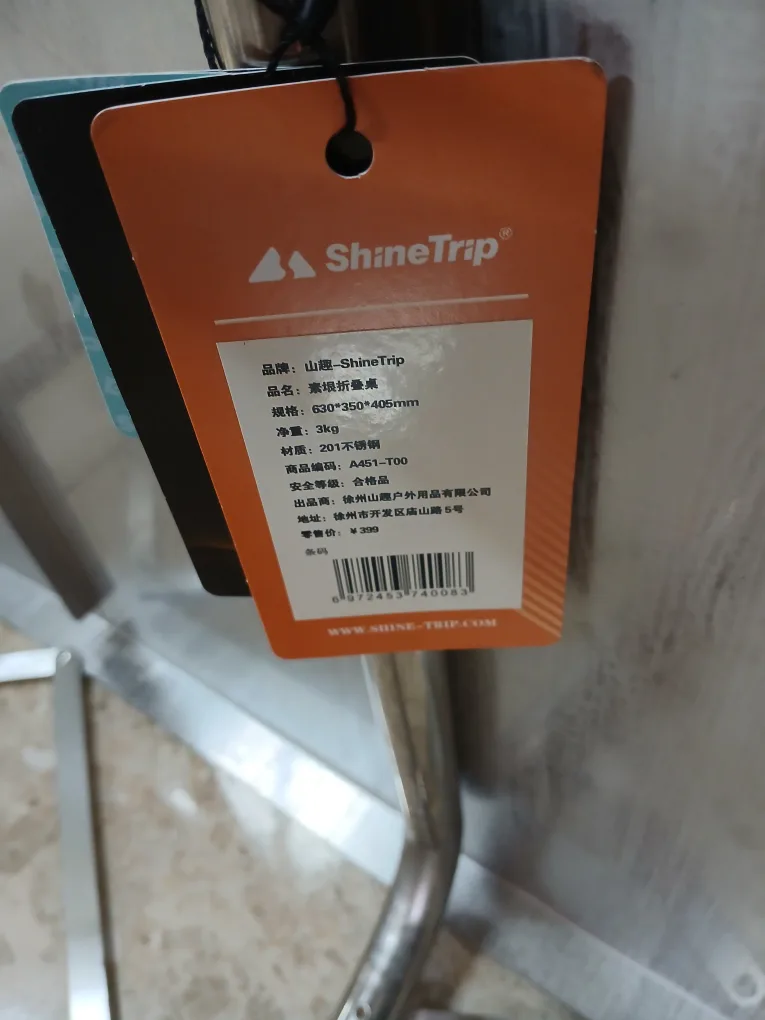 ShineTrip®
品牌：山趣-ShineTrip
品名：素垠折叠桌
规格：630*350*405mm
净重：3kg
材质：201不锈钢
商品编码：A451-T00
安全等级：合格品
出品商：徐州山趣户外用品有限公司
地址：徐州市开发区庙山路5号
零售价：￥399
条码
6 972453 740083
WWW.SHINE-TRIP.COM